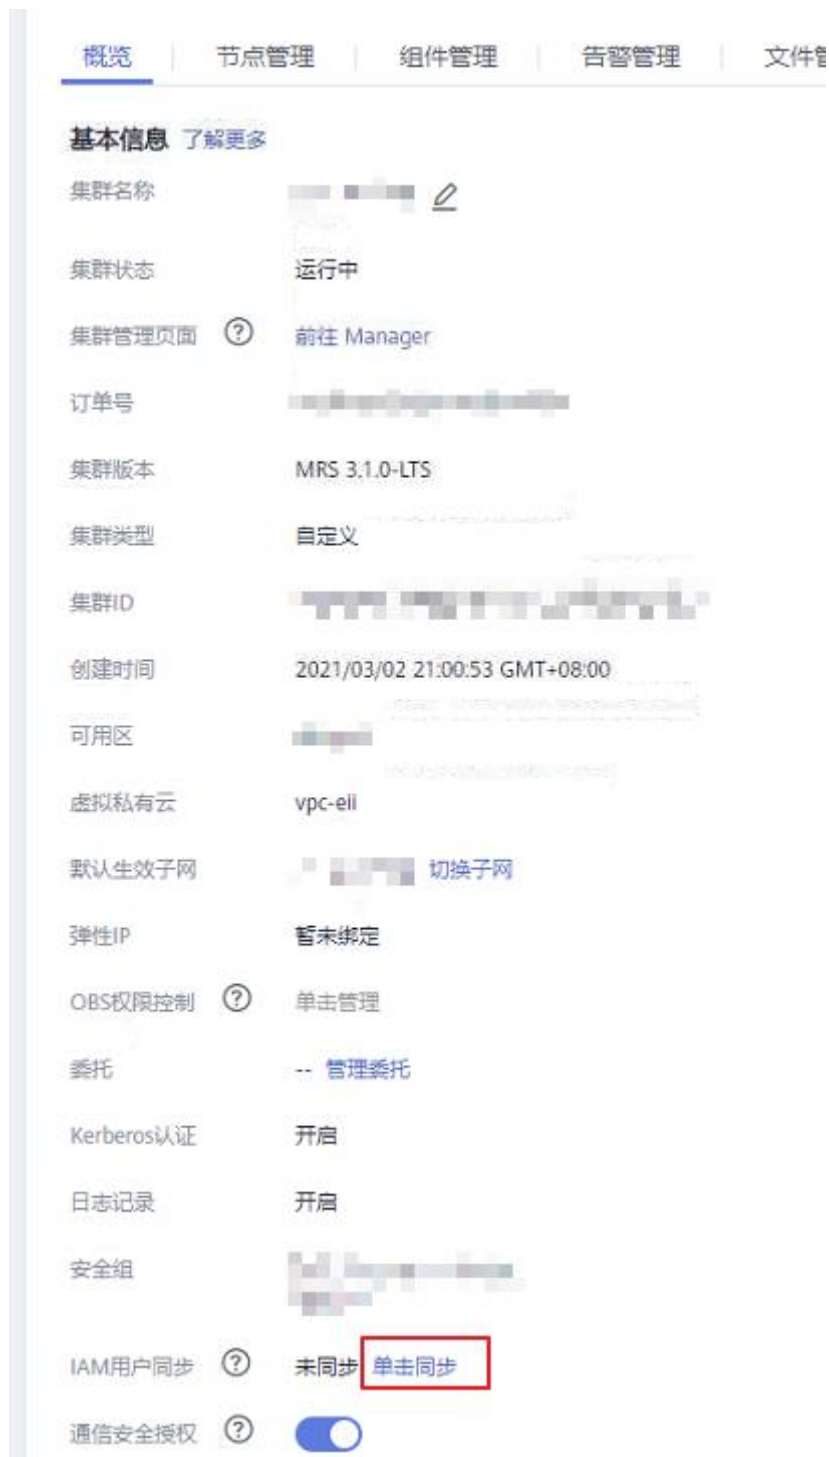 概览 节点管理 组件管理 告警管理 文件管
基本信息 了解更多
集群名称
集群状态 运行中
集群管理页面 ? 前往 Manager
订单号
集群版本 MRS 3.1.0-LTS
集群类型 自定义
集群ID
创建时间 2021/03/02 21:00:53 GMT+08:00
可用区
虚拟私有云 vpc-eii
默认生效子网 切换子网
弹性IP 暂未绑定
OBS权限控制 ? 单击管理
委托 -- 管理委托
Kerberos认证 开启
日志记录 开启
安全组
IAM用户同步 ? 未同步 单击同步
通信安全授权 ?